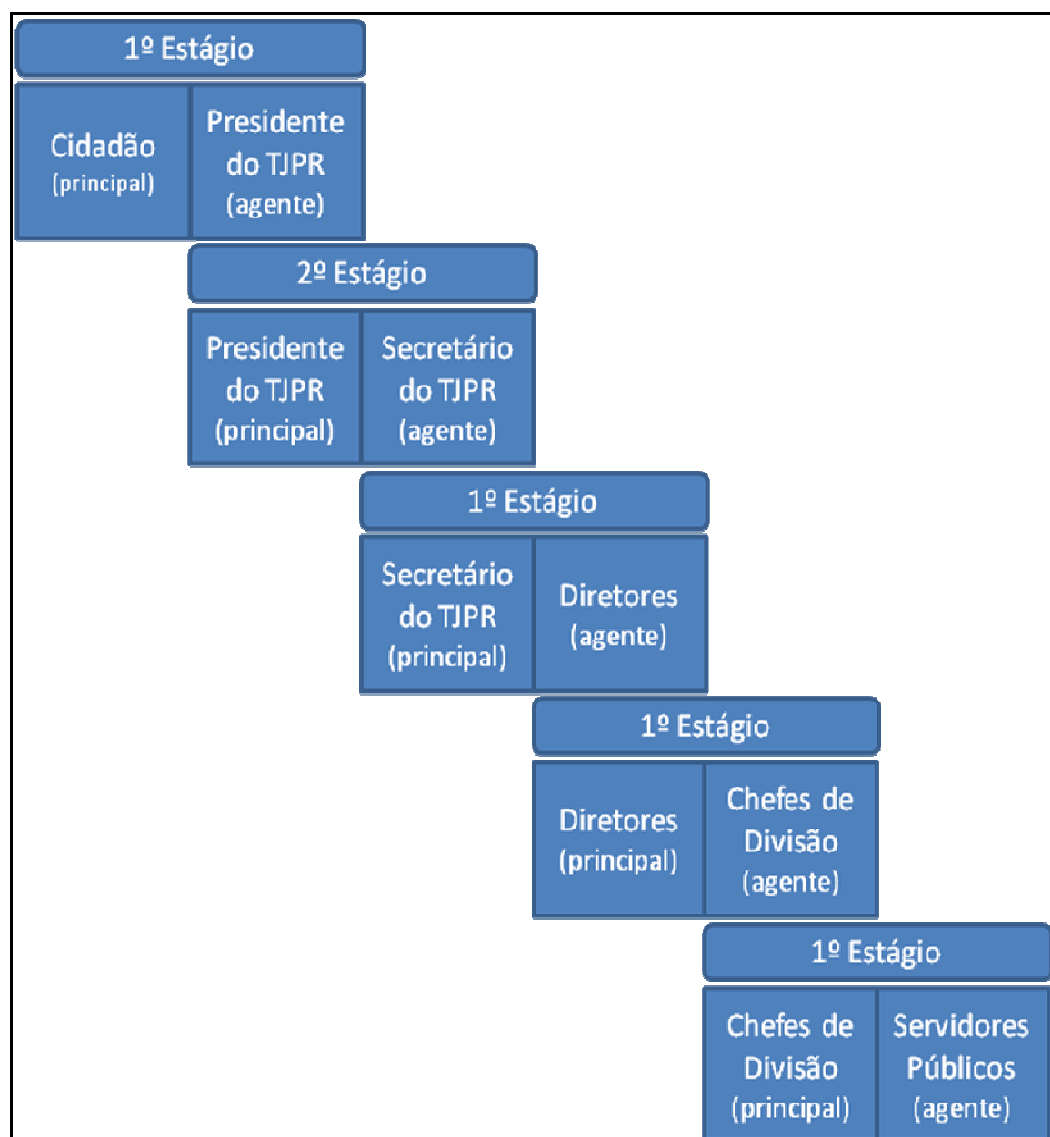 1º Estágio
Cidadão
(principal)
Presidente
do TJPR
(agente)
2º Estágio
Presidente
do TJPR
(principal)
Secretário
do TJPR
(agente)
1º Estágio
Secretário
do TJPR
(principal)
Diretores
(agente)
1º Estágio
Diretores
(principal)
Chefes de
Divisão
(agente)
1º Estágio
Chefes de
Divisão
(principal)
Servidores
Públicos
(agente)